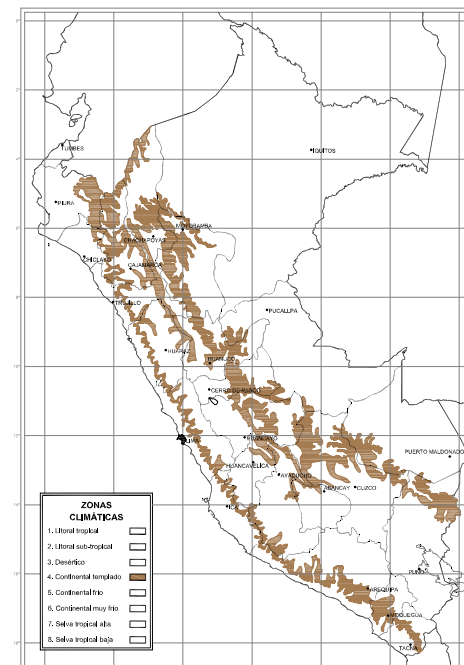 TUMBES
IQUITOS
PIURA
MOYOBAMBA
CHACHAPOYAS
CHICLAYO
CAJAMARCA
TRUJILLO
PUCALLPA
HUARAZ
HUANUCO
CERRO DE PASCO
LIMA
HUANCAYO
PUERTO MALDONADO
HUANCAVELICA
AYACUCHO
ABANCAY
CUZCO
ICA
PUNO
AREQUIPA
MOQUEGUA
TACNA
ZONAS
CLIMÁTICAS
1. Litoral tropical
2. Litoral sub-tropical
3. Desértico
4. Continental templado
5. Continental frío
6. Continental muy frío
7. Selva tropical alta
8. Selva tropical baja